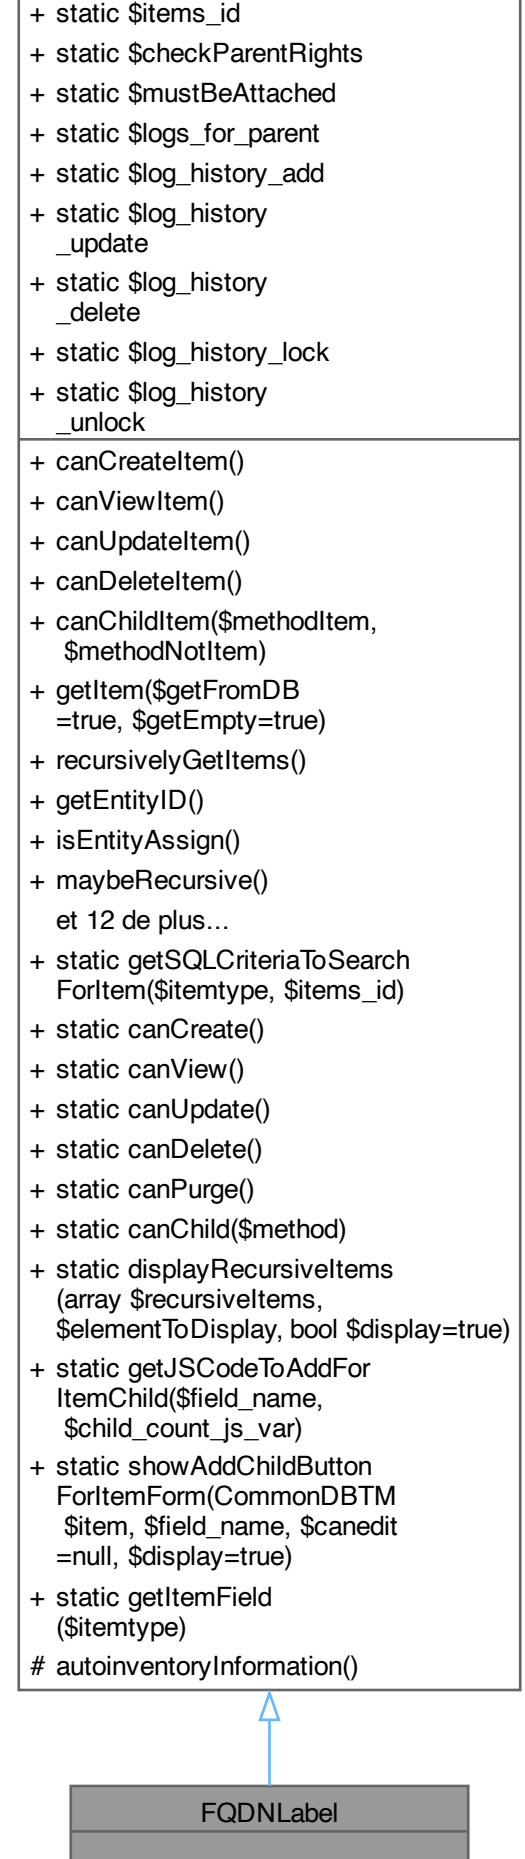 + static $items_id
+ static $checkParentRights
+ static $mustBeAttached
+ static $logs_for_parent
+ static $log_history_add
+ static $log_history
_update
+ static $log_history
_delete
+ static $log_history_lock
+ static $log_history
_unlock
+ canCreateItem()
+ canViewItem()
+ canUpdateItem()
+ canDeleteItem()
+ canChildItem($methodItem,
$methodNotItem)
+ getItem($getFromDB
=true, $getEmpty=true)
+ recursivelyGetItems()
+ getEntityID()
+ isEntityAssign()
+ maybeRecursive()
et 12 de plus...
+ static getSQLCriteriaToSearch
ForItem($itemtype, $items_id)
+ static canCreate()
+ static canView()
+ static canUpdate()
+ static canDelete()
+ static canPurge()
+ static canChild($method)
+ static displayRecursiveItems
(array $recursiveItems,
$elementToDisplay, bool $display=true)
+ static getJSCodeToAddFor
ItemChild($field_name,
$child_count_js_var)
+ static showAddChildButton
ForItemForm(CommonDBTM
$item, $field_name, $canedit
=null, $display=true)
+ static getItemField
($itemtype)
# autoinventoryInformation()
FQDNLabel